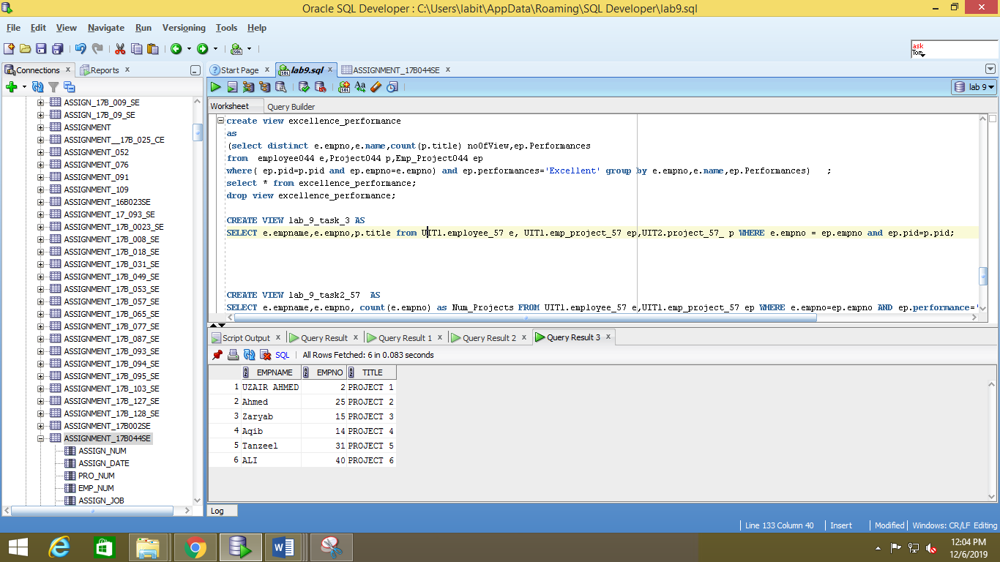 Oracle SQL Developer : C:\Users\labit\AppData\Roaming\SQL Developer\lab9.sql
File Edit View Navigate Run Versioning Tools Help
ask
Tom
Connections Reports
Start Page lab9.sql ASSIGNMENT_17B044SE
lab 9
Worksheet Query Builder
ASSIGN_17B_009_SE
ASSIGN_17B_09_SE
ASSIGNMENT
ASSIGNMENT__17B_025_CE
ASSIGNMENT_052
ASSIGNMENT_076
ASSIGNMENT_091
ASSIGNMENT_109
ASSIGNMENT_16B023SE
ASSIGNMENT_17_093_SE
ASSIGNMENT_17B_0023_SE
ASSIGNMENT_17B_008_SE
ASSIGNMENT_17B_018_SE
ASSIGNMENT_17B_031_SE
ASSIGNMENT_17B_049_SE
ASSIGNMENT_17B_053_SE
ASSIGNMENT_17B_057_SE
ASSIGNMENT_17B_065_SE
ASSIGNMENT_17B_077_SE
ASSIGNMENT_17B_087_SE
ASSIGNMENT_17B_093_SE
ASSIGNMENT_17B_094_SE
ASSIGNMENT_17B_095_SE
ASSIGNMENT_17B_103_SE
ASSIGNMENT_17B_127_SE
ASSIGNMENT_17B_128_SE
ASSIGNMENT_17B002SE
ASSIGNMENT_17B044SE
ASSIGN_NUM
ASSIGN_DATE
PRO_NUM
EMP_NUM
ASSIGN_JOB
create view excellence_performance
as
(select distinct e.empno,e.name,count(p.title) noOfView,ep.Performances
from  employee044 e,Project044 p,Emp_Project044 ep
where( ep.pid=p.pid and ep.empno=e.empno) and ep.performances='Excellent' group by e.empno,e.name,ep.Performances)   ;
select * from excellence_performance;
drop view excellence_performance;
CREATE VIEW lab_9_task_3 AS
SELECT e.empname,e.empno,p.title from UIT1.employee_57 e, UIT1.emp_project_57 ep,UIT2.project_57_ p WHERE e.empno = ep.empno and ep.pid=p.pid;
CREATE VIEW lab_9_task2_57  AS
SELECT e.empname,e.empno, count(e.empno) as Num_Projects FROM UIT1.employee_57 e,UIT1.emp_project_57 ep WHERE e.empno=ep.empno AND ep.performance='
Script Output Query Result Query Result 1 Query Result 2 Query Result 3
SQL All Rows Fetched: 6 in 0.083 seconds
EMPNAME EMPNO TITLE
1 UZAIR AHMED 2 PROJECT 1
2 Ahmed 25 PROJECT 2
3 Zaryab 15 PROJECT 3
4 Aqib 14 PROJECT 4
5 Tanzeel 31 PROJECT 5
6 ALI 40 PROJECT 6
Log
Line 133 Column 40 Insert Modified Windows: CR/LF Editing
12:04 PM
12/6/2019